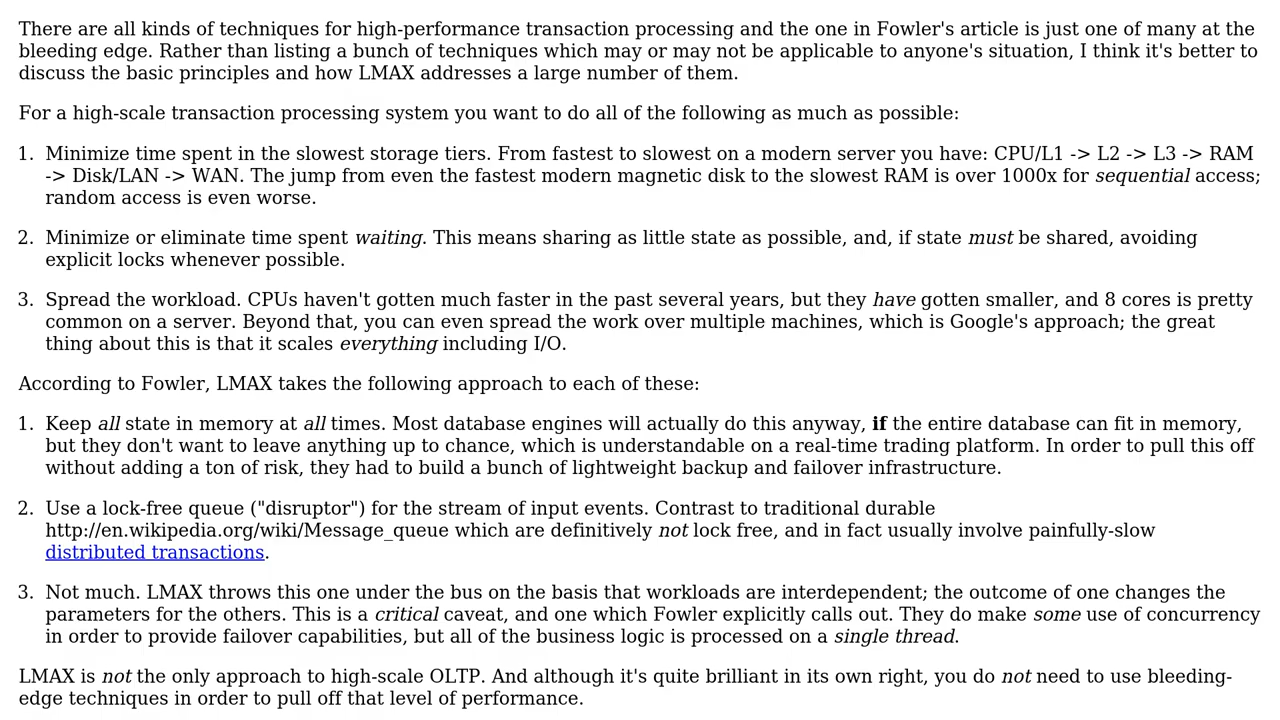 There are all kinds of techniques for high-performance transaction processing and the one in Fowler's article is just one of many at the
bleeding edge. Rather than listing a bunch of techniques which may or may not be applicable to anyone's situation, I think it's better to
discuss the basic principles and how LMAX addresses a large number of them.
For a high-scale transaction processing system you want to do all of the following as much as possible:
1. Minimize time spent in the slowest storage tiers. From fastest to slowest on a modern server you have: CPU/L1 -> L2 -> L3 -> RAM
-> Disk/LAN -> WAN. The jump from even the fastest modern magnetic disk to the slowest RAM is over 1000x for sequential access;
random access is even worse.
2. Minimize or eliminate time spent waiting. This means sharing as little state as possible, and, if state must be shared, avoiding
explicit locks whenever possible.
3. Spread the workload. CPUs haven't gotten much faster in the past several years, but they have gotten smaller, and 8 cores is pretty
common on a server. Beyond that, you can even spread the work over multiple machines, which is Google's approach; the great
thing about this is that it scales everything including I/O.
According to Fowler, LMAX takes the following approach to each of these:
1. Keep all state in memory at all times. Most database engines will actually do this anyway, if the entire database can fit in memory,
but they don't want to leave anything up to chance, which is understandable on a real-time trading platform. In order to pull this off
without adding a ton of risk, they had to build a bunch of lightweight backup and failover infrastructure.
2. Use a lock-free queue ("disruptor") for the stream of input events. Contrast to traditional durable
http://en.wikipedia.org/wiki/Message_queue which are definitively not lock free, and in fact usually involve painfully-slow
distributed transactions.
3. Not much. LMAX throws this one under the bus on the basis that workloads are interdependent; the outcome of one changes the
parameters for the others. This is a critical caveat, and one which Fowler explicitly calls out. They do make some use of concurrency
in order to provide failover capabilities, but all of the business logic is processed on a single thread.
LMAX is not the only approach to high-scale OLTP. And although it's quite brilliant in its own right, you do not need to use bleeding-
edge techniques in order to pull off that level of performance.